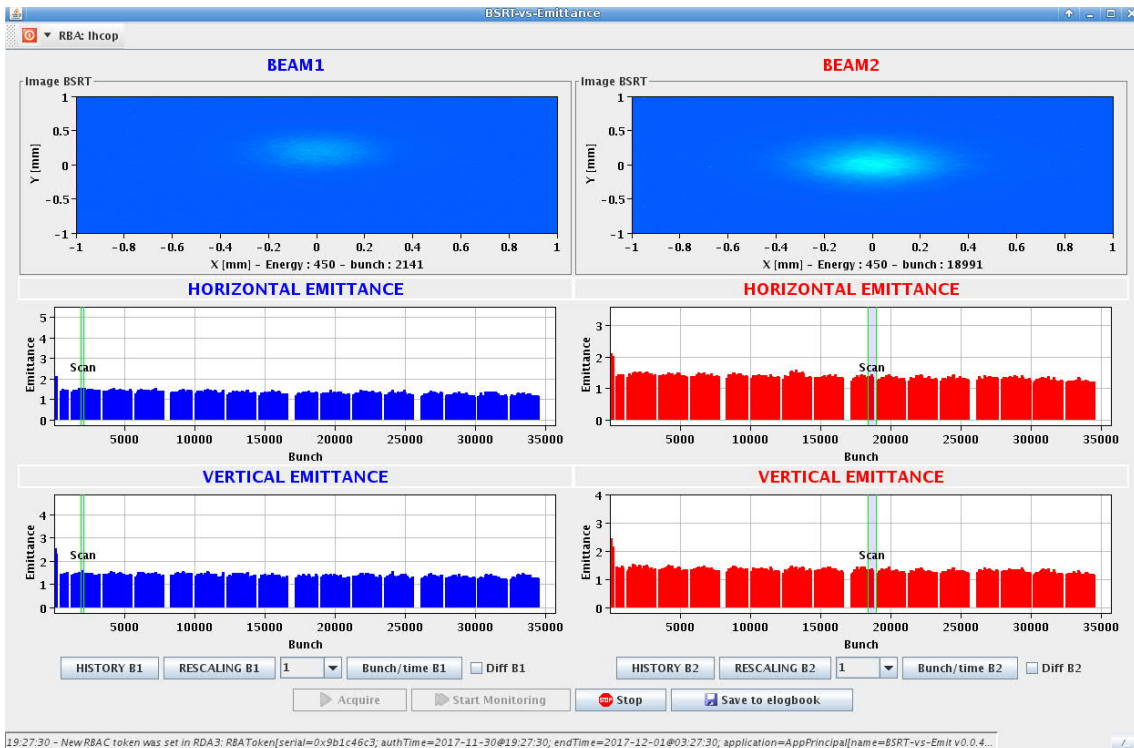 BSRT-vs-Emittance
RBA: lhcop
BEAM1
BEAM2
Image BSRT
Image BSRT
1
0.5
0
-0.5
-1
Y [mm]
-1 -0.8 -0.6 -0.4 -0.2 0 0.2 0.4 0.6 0.8 1
X [mm] - Energy : 450 - bunch : 2141
1
0.5
0
-0.5
-1
Y [mm]
-1 -0.8 -0.6 -0.4 -0.2 0 0.2 0.4 0.6 0.8 1
X [mm] - Energy : 450 - bunch : 18991
HORIZONTAL EMITTANCE
HORIZONTAL EMITTANCE
5
4
3
2
1
0
Emittance
Scan
5000 10000 15000 20000 25000 30000 35000
Bunch
3
2
1
0
Emittance
Scan
5000 10000 15000 20000 25000 30000 35000
Bunch
VERTICAL EMITTANCE
VERTICAL EMITTANCE
4
3
2
1
0
Emittance
Scan
5000 10000 15000 20000 25000 30000 35000
Bunch
4
3
2
1
0
Emittance
Scan
5000 10000 15000 20000 25000 30000 35000
Bunch
HISTORY B1 RESCALING B1 1 Bunch/time B1 Diff B1
HISTORY B2 RESCALING B2 1 Bunch/time B2 Diff B2
Acquire Start Monitoring STOP Stop Save to elogbook
19:27:30 - New RBAC token was set in RDA3: RBAToken[serial=0x9b1c46c3; authTime=2017-11-30@19:27:30; endTime=2017-12-01@03:27:30; application=AppPrincipal[name=BSRT-vs-Emit v0.0.4...